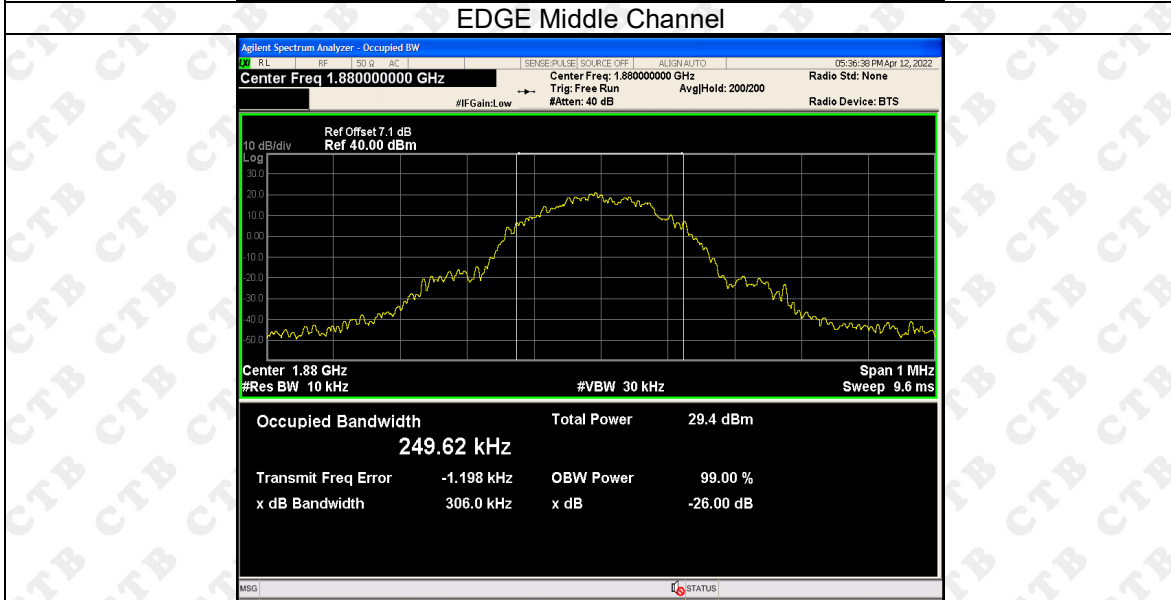 EDGE Middle Channel
Agilent Spectrum Analyzer - Occupied BW
LXI RL RF 50 Ω AC SENSE:PULSE SOURCE OFF ALIGN AUTO 05:36:38 PM Apr 12, 2022
Center Freq 1.880000000 GHz Center Freq: 1.880000000 GHz Radio Std: None
Trig: Free Run Avg|Hold: 200/200
#IFGain:Low #Atten: 40 dB Radio Device: BTS
Ref Offset 7.1 dB
10 dB/div Ref 40.00 dBm
Log
30.0
20.0
10.0
0.00
-10.0
-20.0
-30.0
-40.0
-50.0
Center 1.88 GHz Span 1 MHz
#Res BW 10 kHz #VBW 30 kHz Sweep 9.6 ms
Occupied Bandwidth Total Power 29.4 dBm
249.62 kHz
Transmit Freq Error -1.198 kHz OBW Power 99.00 %
x dB Bandwidth 306.0 kHz x dB -26.00 dB
MSG STATUS
CTB